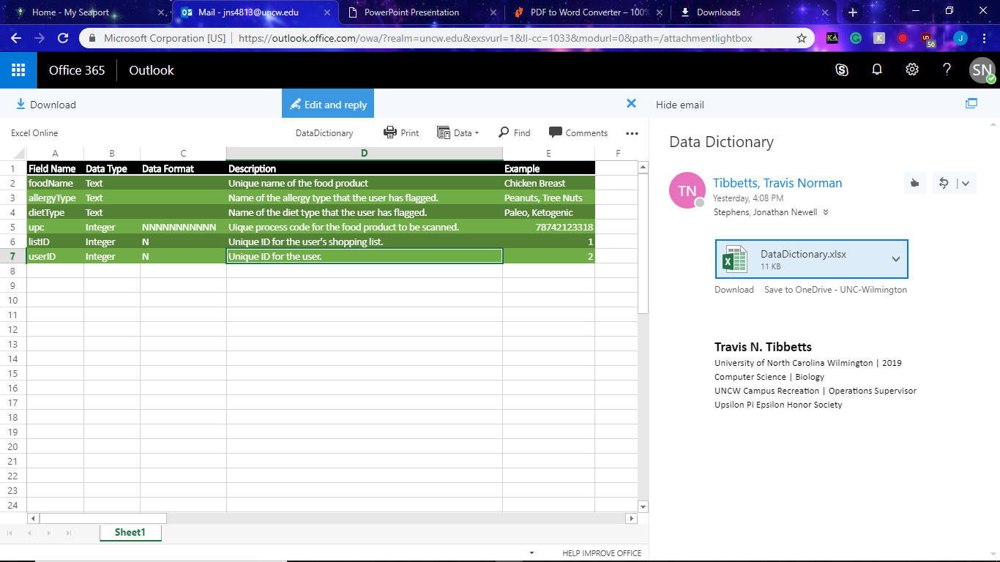 Home - My Seaport
Mail - jns4813@uncw.edu
PowerPoint Presentation
PDF to Word Converter – 100%
Downloads
Microsoft Corporation [US] | https://outlook.office.com/owa/?realm=uncw.edu&exsvurl=1&ll-cc=1033&modurl=0&path=/attachmentlightbox
KA
K
56
J
Office 365 Outlook
SN
Download
Edit and reply
Hide email
Excel Online
DataDictionary
Print
Data
Find
Comments
A B C D E F
1 Field Name Data Type Data Format Description Example
2 foodName Text Unique name of the food product Chicken Breast
3 allergyType Text Name of the allergy type that the user has flagged. Peanuts, Tree Nuts
4 dietType Text Name of the diet type that the user has flagged. Paleo, Ketogenic
5 upc Integer NNNNNNNNNNN Uique process code for the food product to be scanned. 78742123318
6 listID Integer N Unique ID for the user's shopping list. 1
7 userID Integer N Unique ID for the user. 2
8
9
10
11
12
13
14
15
16
17
18
19
20
21
22
23
24
Sheet1
HELP IMPROVE OFFICE
Data Dictionary
TN
Tibbetts, Travis Norman
Yesterday, 4:08 PM
Stephens, Jonathan Newell
DataDictionary.xlsx
11 KB
Download Save to OneDrive - UNC-Wilmington
Travis N. Tibbetts
University of North Carolina Wilmington | 2019
Computer Science | Biology
UNCW Campus Recreation | Operations Supervisor
Upsilon Pi Epsilon Honor Society